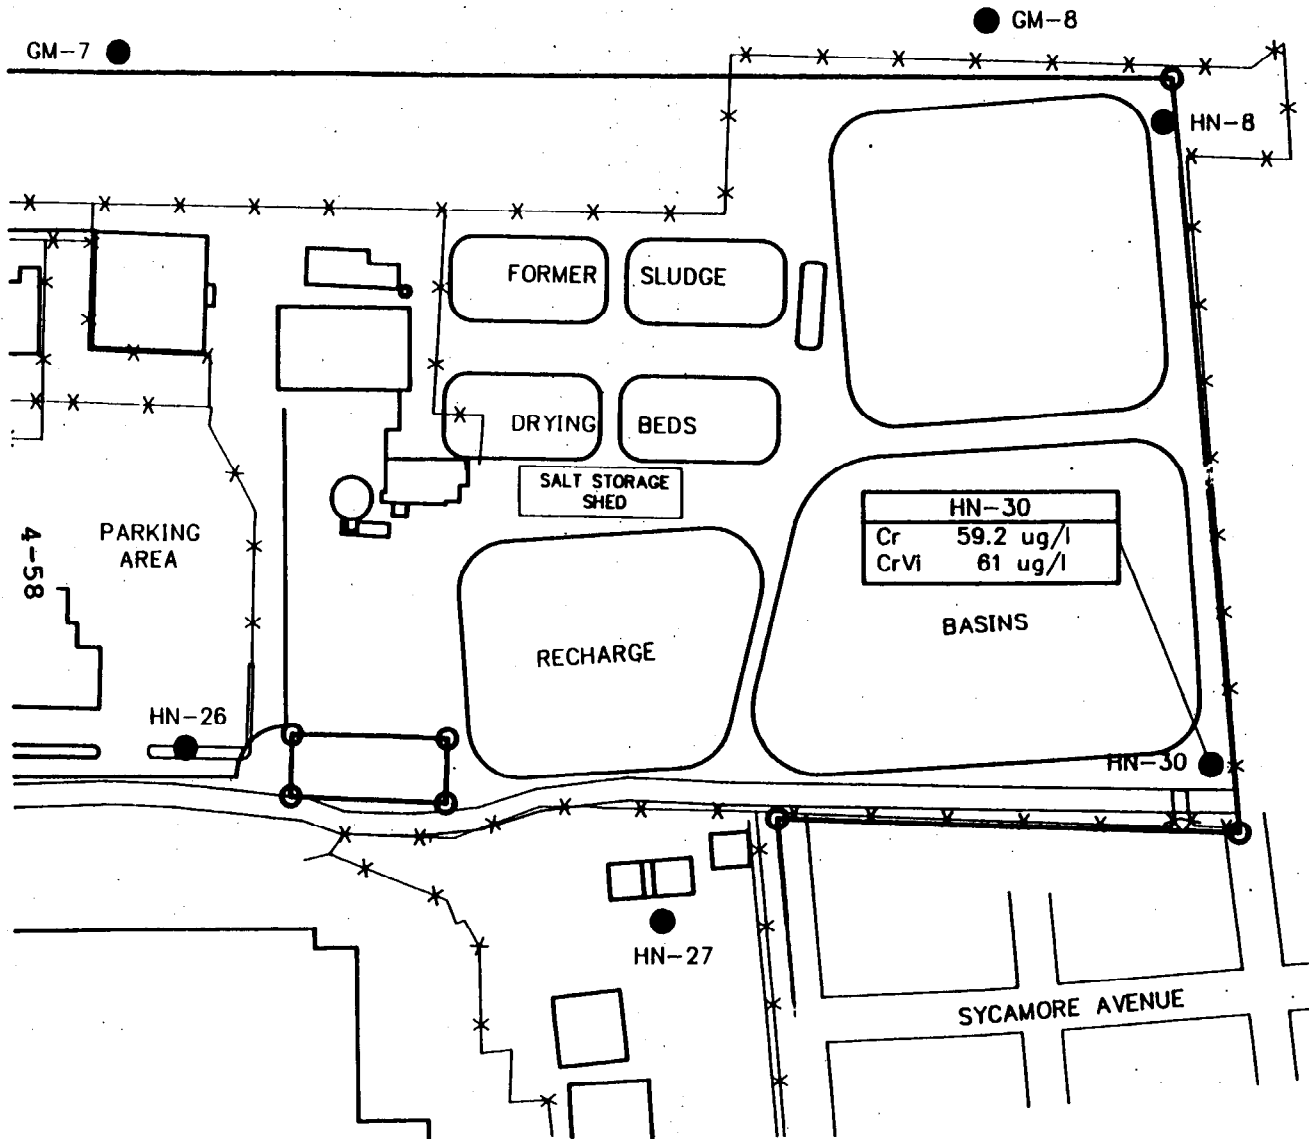 GM-8
GM-7
HN-8
FORMER SLUDGE
DRYING BEDS
SALT STORAGE
SHED
HN-30
Cr 59.2 ug/l
CrVi 61 ug/l
PARKING
AREA
4-58
BASINS
RECHARGE
HN-26
HN-30
HN-27
SYCAMORE AVENUE